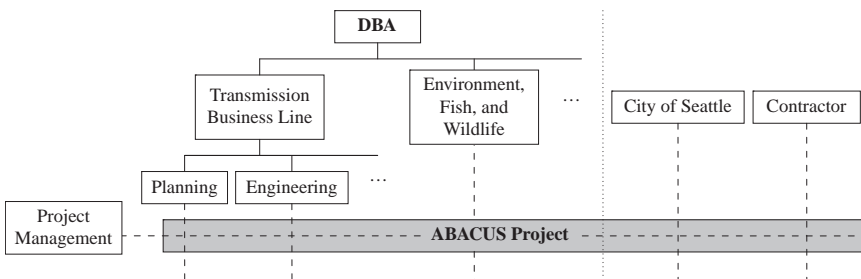 DBA
Transmission
Business Line
Environment,
Fish, and
Wildlife
...
City of Seattle
Contractor
Planning
Engineering
...
Project
Management
ABACUS Project